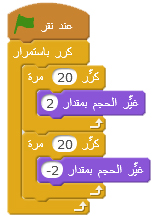 عند نقر
كرر باستمرار
كرِّر 20 مرة
غيِّر الحجم بمقدار 2
كرِّر 20 مرة
غيِّر الحجم بمقدار -2